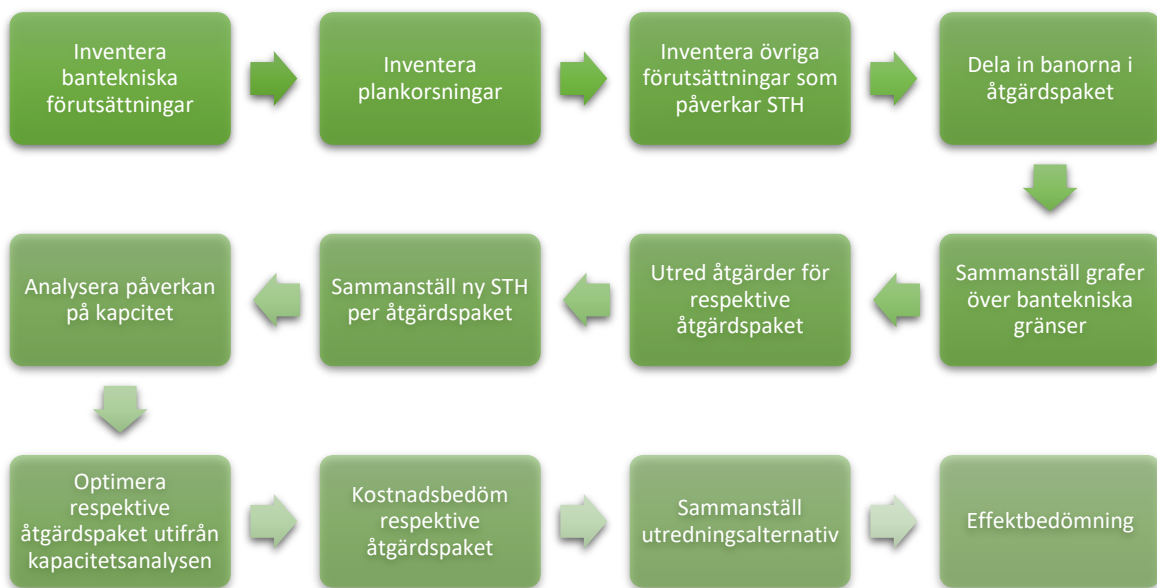 Inventera
bantekniska
förutsättningar
Inventera
plankorsningar
Inventera övriga
förutsättningar som
påverkar STH
Dela in banorna i
åtgärdspaket
Sammanställ grafer
över bantekniska
gränser
Utred åtgärder för
respektive
åtgärdspaket
Sammanställ ny STH
per åtgärdspaket
Analysera påverkan
på kapcitet
Optimera
respektive
åtgärdspaket utifrån
kapacitetsanalysen
Kostnadsbedöm
respektive
åtgärdspaket
Sammanställ
utredningsalternativ
Effektbedömning